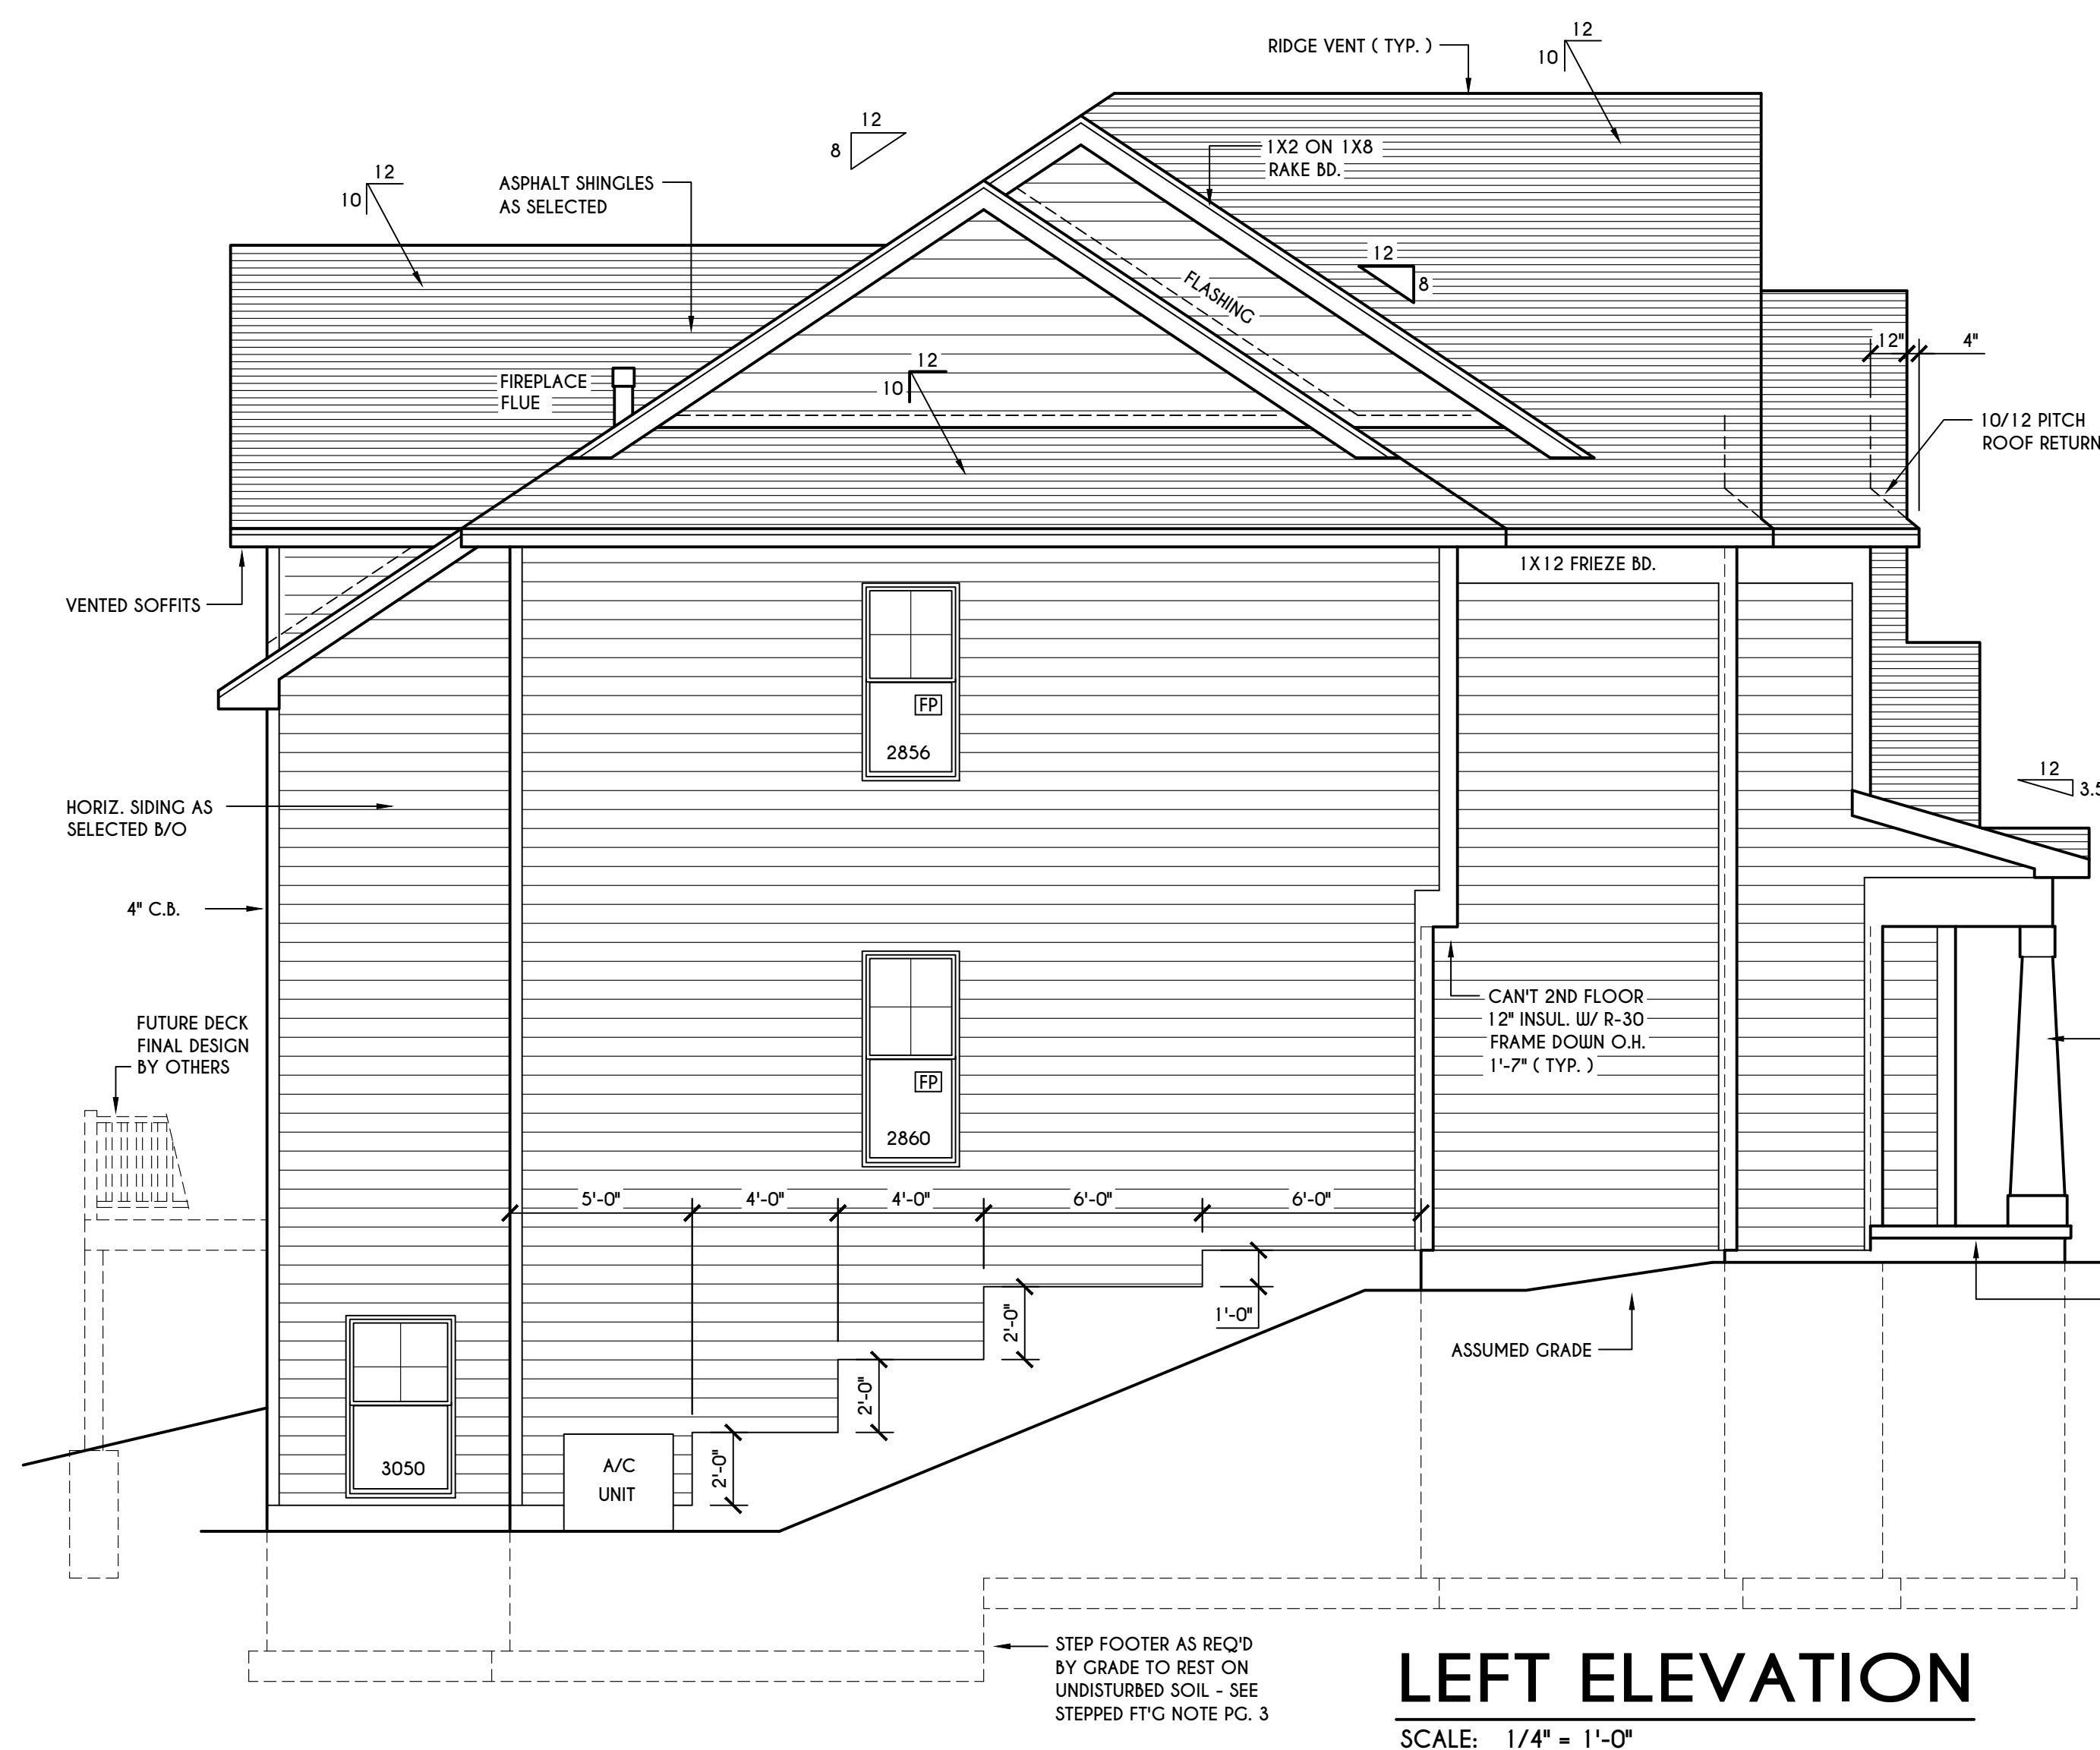 RIDGE VENT ( TYP. )
12
10
12
8
1X2 ON 1X8
RAKE BD.
12
10
ASPHALT SHINGLES
AS SELECTED
12
8
FLASHING
12"
4"
FIREPLACE
FLUE
12
10
10/12 PITCH
ROOF RETURN
1X12 FRIEZE BD.
VENTED SOFFITS
FP
2856
12
3.5
HORIZ. SIDING AS
SELECTED B/O
4" C.B.
CAN'T 2ND FLOOR
12" INSUL. W/ R-30
FRAME DOWN O.H.
1'-7" ( TYP. )
FUTURE DECK
FINAL DESIGN
BY OTHERS
FP
2860
5'-0"
4'-0"
4'-0"
6'-0"
6'-0"
1'-0"
2'-0"
2'-0"
2'-0"
ASSUMED GRADE
3050
A/C
UNIT
STEP FOOTER AS REQ'D
BY GRADE TO REST ON
UNDISTURBED SOIL - SEE
STEPPED FT'G NOTE PG. 3
LEFT ELEVATION
SCALE: 1/4" = 1'-0"